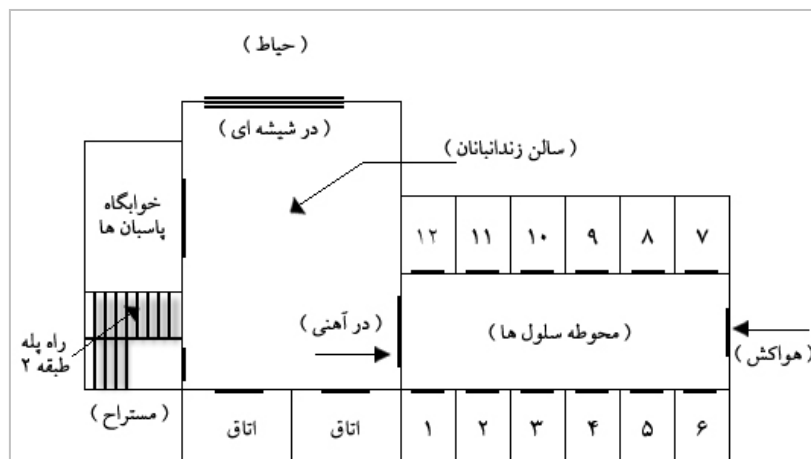 ( حیاط )
( در شیشه ای )
( سالن زندانبانان )
خوابگاه
پاسبان ها
۱۲ ۱۱ ۱۰ ۹ ۸ ۷
( در آهنی )
( محوطه سلول ها )
( هواکش )
راه پله
طبقه ۲
( مستراح )
اتاق اتاق ۱ ۲ ۳ ۴ ۵ ۶